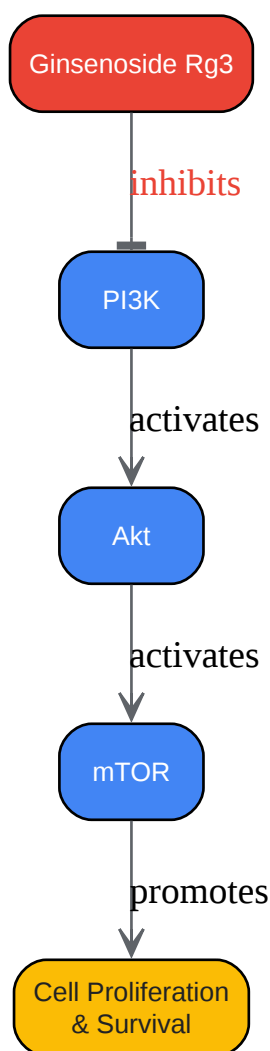 Ginsenoside Rg3
inhibits
PI3K
activates
Akt
activates
mTOR
promotes
Cell Proliferation
& Survival